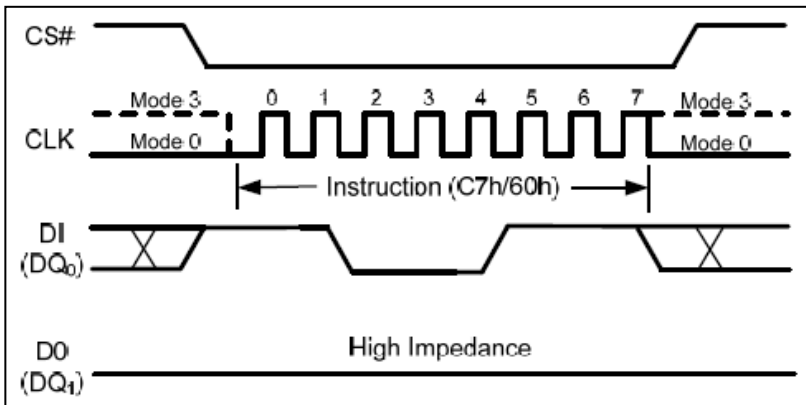 CS#
Mode 3 0 1 2 3 4 5 6 7 Mode 3
CLK Mode 0 Mode 0
Instruction (C7h/60h)
DI
(DQ₀)
High Impedance
D0
(DQ₁)